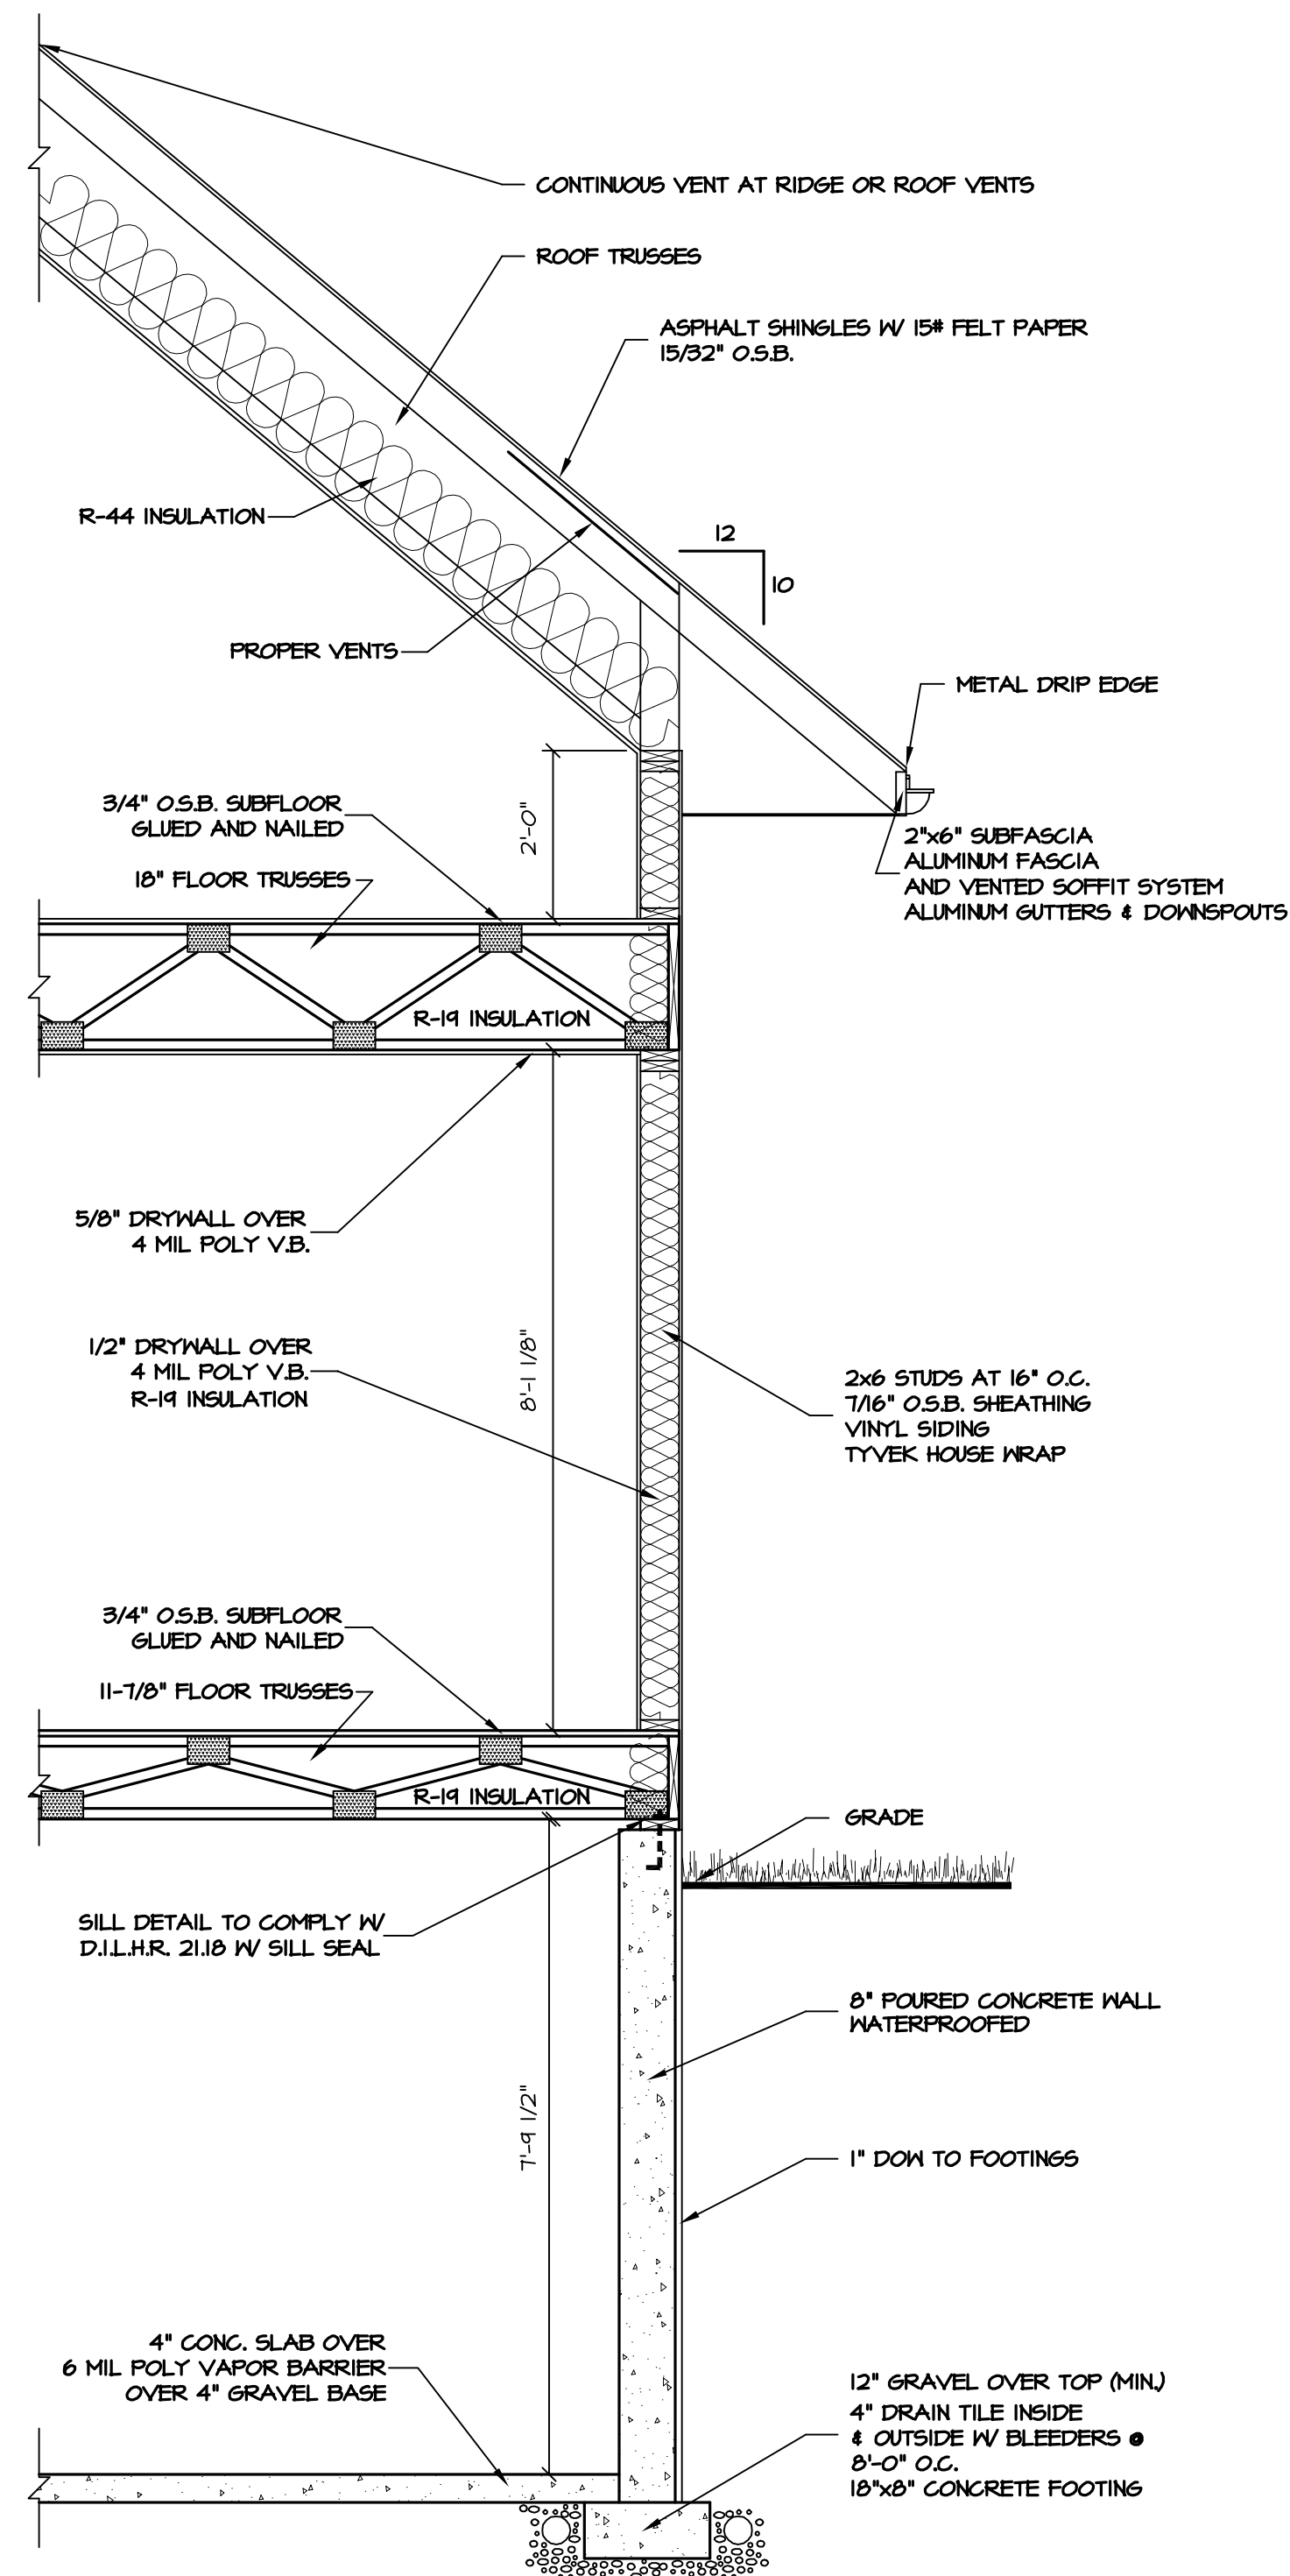 CONTINUOUS VENT AT RIDGE OR ROOF VENTS
ROOF TRUSSES
ASPHALT SHINGLES W/ 15# FELT PAPER
15/32" O.S.B.
R-44 INSULATION
12
10
PROPER VENTS
METAL DRIP EDGE
3/4" O.S.B. SUBFLOOR
GLUED AND NAILED
2'-0"
2"x6" SUBFASCIA
ALUMINUM FASCIA
AND VENTED SOFFIT SYSTEM
ALUMINUM GUTTERS & DOWNSPOUTS
18" FLOOR TRUSSES
R-19 INSULATION
5/8" DRYWALL OVER
4 MIL POLY V.B.
1/2" DRYWALL OVER
4 MIL POLY V.B.
R-19 INSULATION
8'-1 1/8"
2x6 STUDS AT 16" O.C.
7/16" O.S.B. SHEATHING
VINYL SIDING
TYVEK HOUSE WRAP
3/4" O.S.B. SUBFLOOR
GLUED AND NAILED
11-7/8" FLOOR TRUSSES
R-19 INSULATION
GRADE
SILL DETAIL TO COMPLY W/
D.I.L.H.R. 21.18 W/ SILL SEAL
8" POURED CONCRETE WALL
WATERPROOFED
7'-9 1/2"
1" DOW TO FOOTINGS
4" CONC. SLAB OVER
6 MIL POLY VAPOR BARRIER
OVER 4" GRAVEL BASE
12" GRAVEL OVER TOP (MIN.)
4" DRAIN TILE INSIDE
& OUTSIDE W/ BLEEDERS @
8'-0" O.C.
18"x8" CONCRETE FOOTING